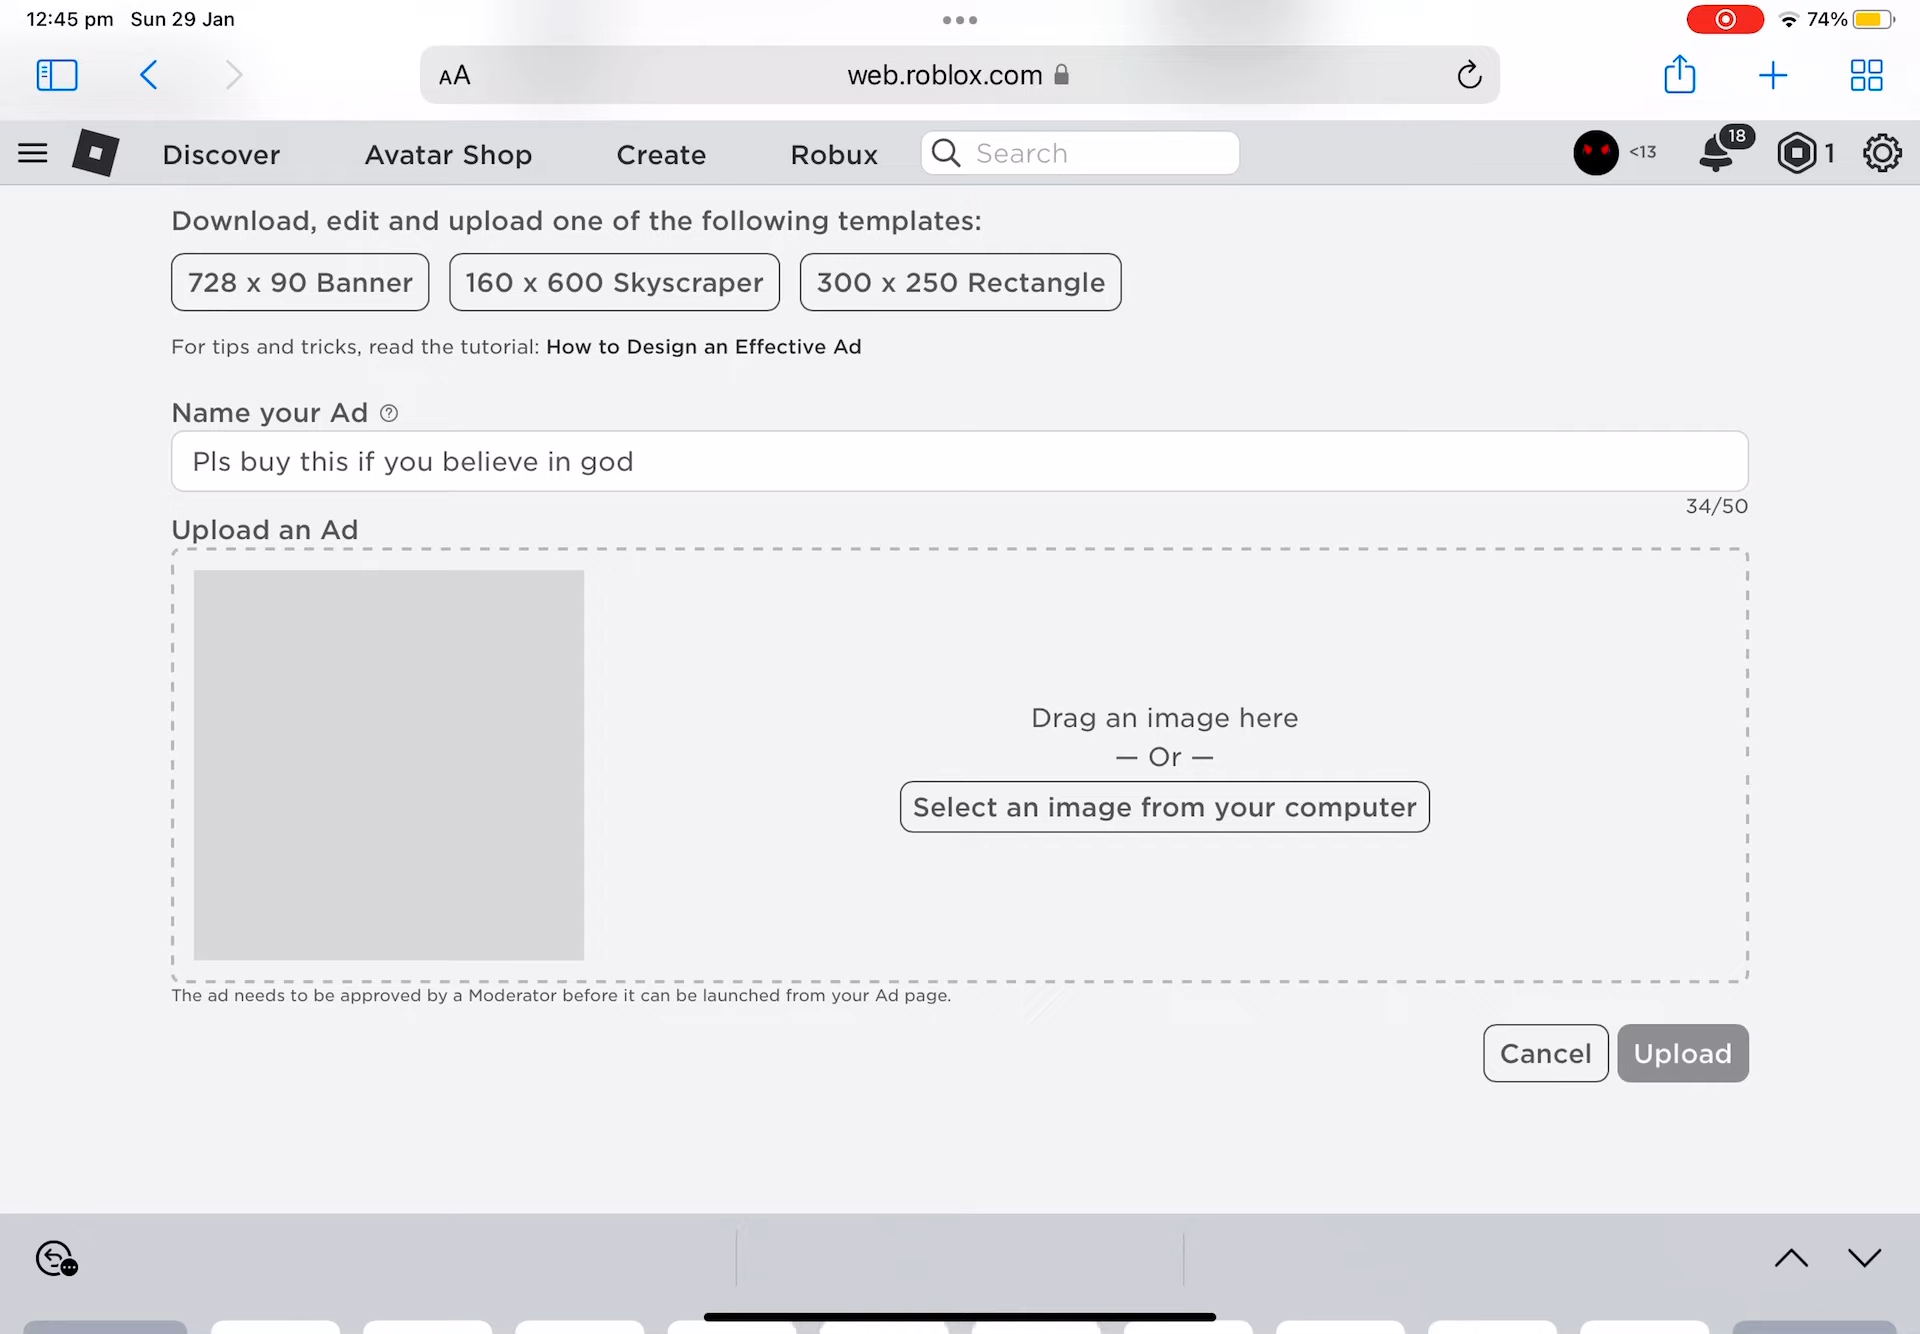 12:45 pm Sun 29 Jan
74%
AA
web.roblox.com
Discover
Avatar Shop
Create
Robux
Search
<13
18
1
Download, edit and upload one of the following templates:
728 x 90 Banner
160 x 600 Skyscraper
300 x 250 Rectangle
For tips and tricks, read the tutorial: How to Design an Effective Ad
Name your Ad
Pls buy this if you believe in god
34/50
Upload an Ad
Drag an image here
— Or —
Select an image from your computer
The ad needs to be approved by a Moderator before it can be launched from your Ad page.
Cancel
Upload